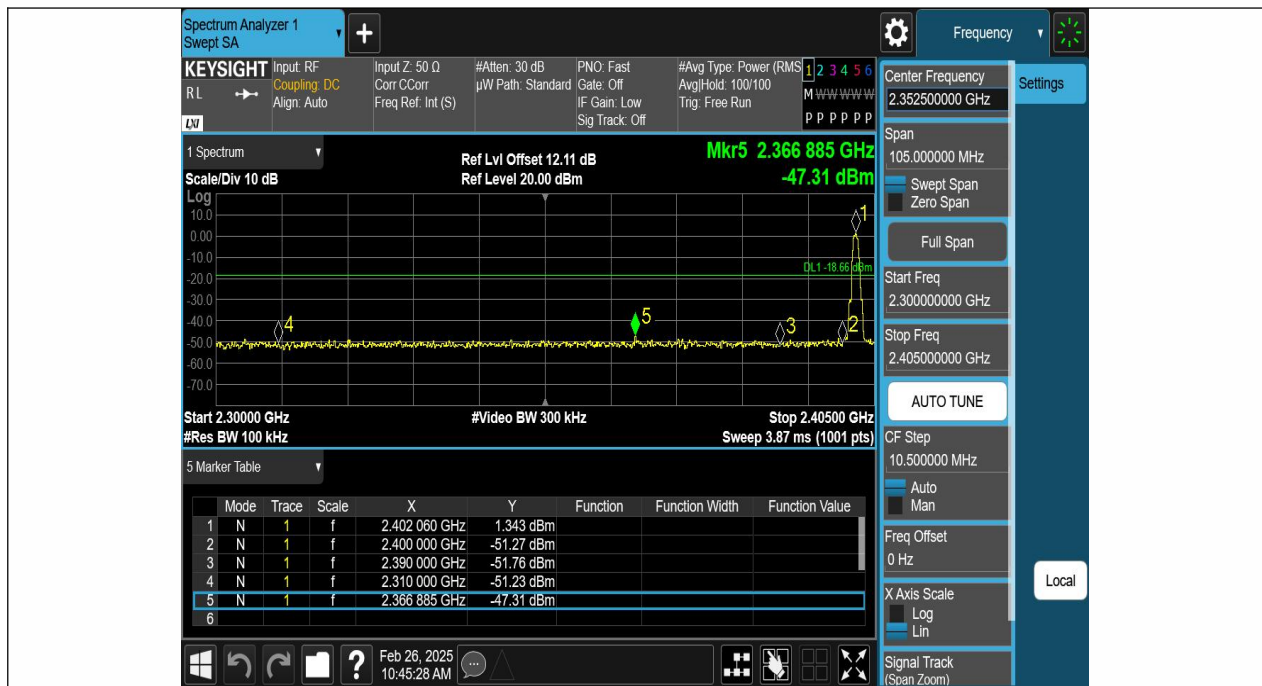 Spectrum Analyzer 1
Swept SA
+
Frequency
KEYSIGHT
RL
LXI
Input: RF
Coupling: DC
Align: Auto
Input Z: 50 Ω
Corr CCorr
Freq Ref: Int (S)
#Atten: 30 dB
µW Path: Standard
PNO: Fast
Gate: Off
IF Gain: Low
Sig Track: Off
#Avg Type: Power (RMS
Avg|Hold: 100/100
Trig: Free Run
1 2 3 4 5 6
M W W W W W
P P P P P P
1 Spectrum
Scale/Div 10 dB
Ref Lvl Offset 12.11 dB
Ref Level 20.00 dBm
Mkr5 2.366 885 GHz
-47.31 dBm
Log
10.0
0.00
-10.0
-20.0
-30.0
-40.0
-50.0
-60.0
-70.0
1
DL1 -18.66 dBm
4
5
3
2
Start 2.30000 GHz
#Video BW 300 kHz
Stop 2.40500 GHz
#Res BW 100 kHz
Sweep 3.87 ms (1001 pts)
5 Marker Table
Mode Trace Scale X Y Function Function Width Function Value
1 N 1 f 2.402 060 GHz 1.343 dBm
2 N 1 f 2.400 000 GHz -51.27 dBm
3 N 1 f 2.390 000 GHz -51.76 dBm
4 N 1 f 2.310 000 GHz -51.23 dBm
5 N 1 f 2.366 885 GHz -47.31 dBm
6
?
Feb 26, 2025
10:45:28 AM
Center Frequency
2.352500000 GHz
Settings
Span
105.000000 MHz
Swept Span
Zero Span
Full Span
Start Freq
2.300000000 GHz
Stop Freq
2.405000000 GHz
AUTO TUNE
CF Step
10.500000 MHz
Auto
Man
Freq Offset
0 Hz
Local
X Axis Scale
Log
Lin
Signal Track
(Span Zoom)